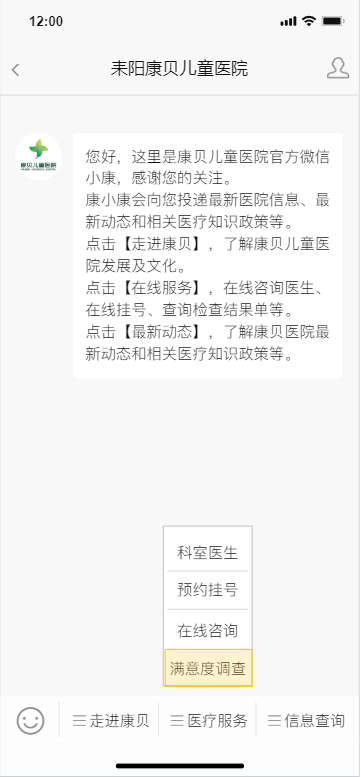 12:00
耒阳康贝儿童医院
康贝儿童医院
您好，这里是康贝儿童医院官方微信
小康，感谢您的关注。
康小康会向您投递最新医院信息、最
新动态和相关医疗知识政策等。
点击【走进康贝】，了解康贝儿童医
院发展及文化。
点击【在线服务】，在线咨询医生、
在线挂号、查询检查结果单等。
点击【最新动态】，了解康贝医院最
新动态和相关医疗知识政策等。
科室医生
预约挂号
在线咨询
满意度调查
走进康贝
医疗服务
信息查询